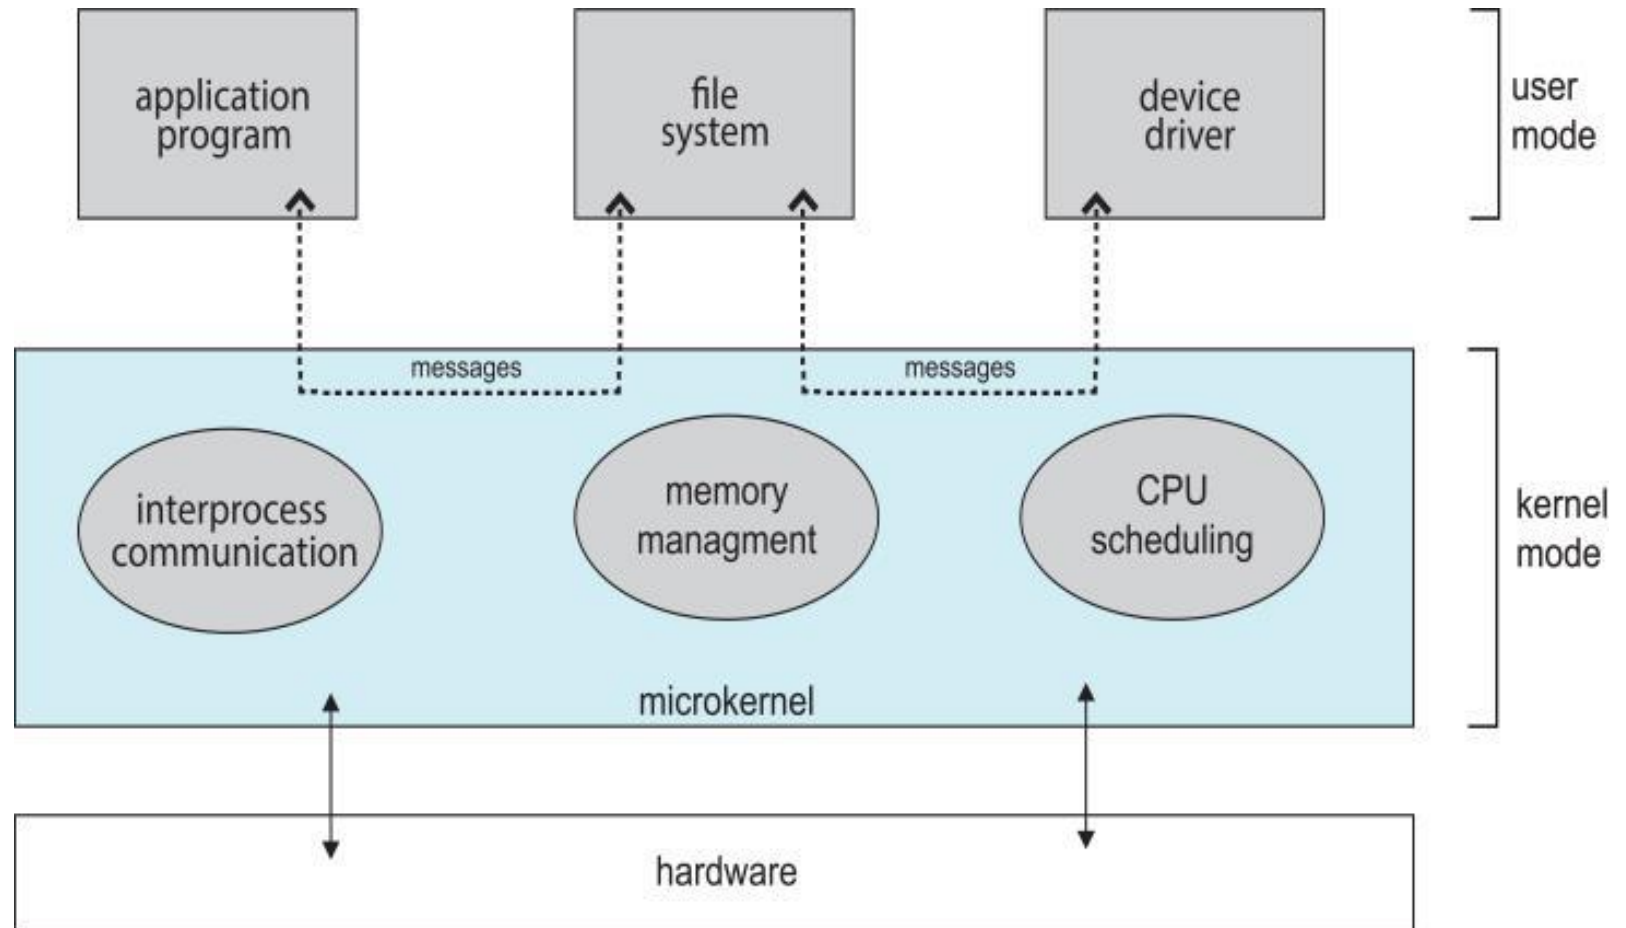 application
program
file
system
device
driver
user
mode
messages
messages
interprocess
communication
memory
managment
CPU
scheduling
kernel
mode
microkernel
hardware